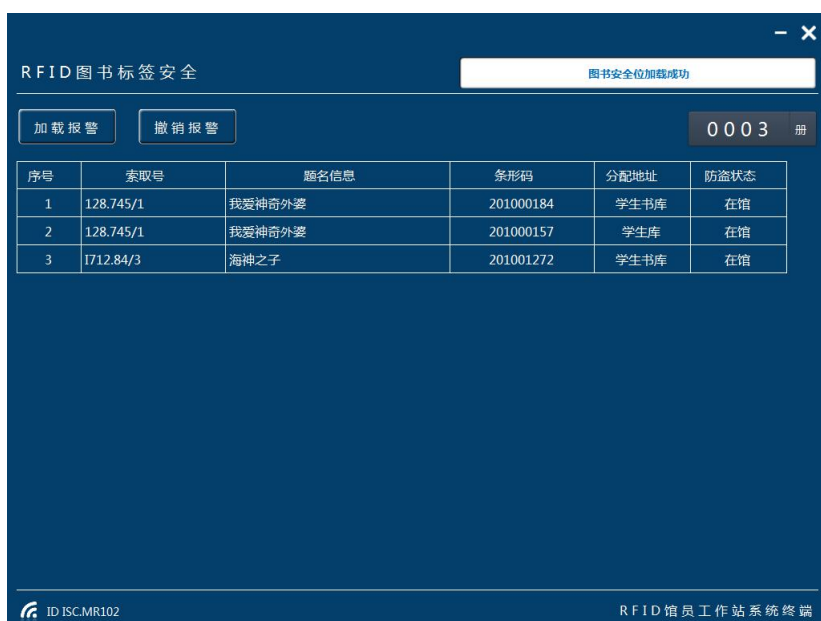 RFID图书标签安全
图书安全位加载成功
加载报警 撤销报警 0003 册
序号 索取号 题名信息 条形码 分配地址 防盗状态
1 128.745/1 我爱神奇外婆 201000184 学生书库 在馆
2 128.745/1 我爱神奇外婆 201000157 学生库 在馆
3 I712.84/3 海神之子 201001272 学生书库 在馆
ID ISC.MR102 RFID馆员工作站系统终端